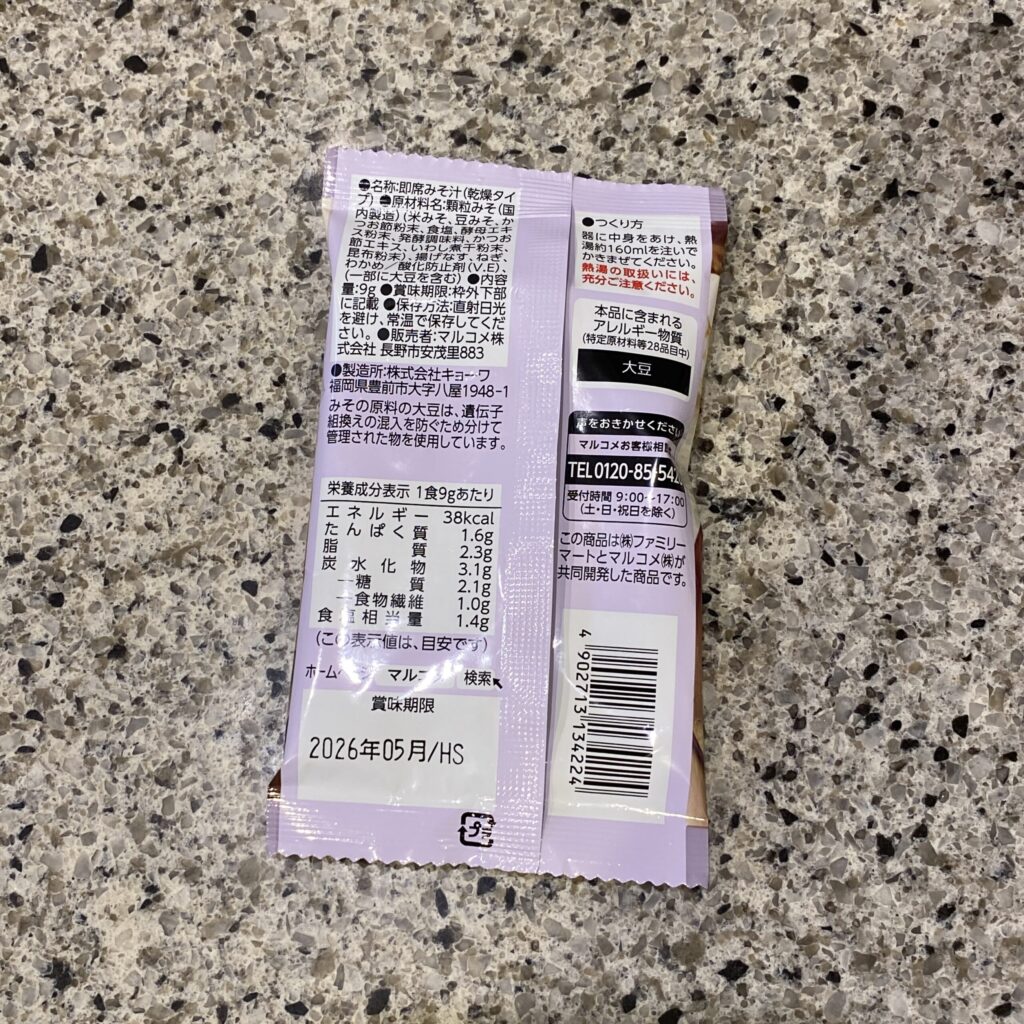 ●名称:即席みそ汁(乾燥タイ
プ) ●原材料名:顆粒みそ(国
内製造)(米みそ、豆みそ、か
つお節粉末、食塩、酵母エキ
ス粉末、発酵調味料、かつお
節エキス、いわし煮干粉末、
昆布粉末)、揚げなす、ねぎ、
わかめ/酸化防止剤(V.E)、
(一部に大豆を含む) ●内容
量:9g ●賞味期限:枠外下部
に記載 ●保存方法:直射日光
を避け、常温で保存してくだ
さい。 ●販売者:マルコメ株
式会社 長野市安茂里883
●製造所:株式会社キョーワ
福岡県豊前市大字八屋1948-1
みその原料の大豆は、遺伝子
組換えの混入を防ぐため分けて
管理された物を使用しています。
栄養成分表示 1食9gあたり
エネルギー 38kcal
たんぱく質 1.6g
脂質 2.3g
炭水化物 3.1g
−糖質 2.1g
−食物繊維 1.0g
食塩相当量 1.4g
(この表示値は、目安です)
マルコ 検索
賞味期限
2026年05月/HS
プ
●つくり方
器に中身をあけ、熱
湯約160mlを注いで
かきまぜてください。
熱湯の取扱いには、
充分ご注意ください。
本品に含まれる
アレルギー物質
(特定原材料等28品目中)
大豆
声をおきかせください
マルコメお客様相
TEL 0120-85-542
受付時間 9:00~17:00
(土・日・祝日を除く)
この商品は㈱ファミリー
マートとマルコメ㈱が
共同開発した商品です。
4 902713 134224